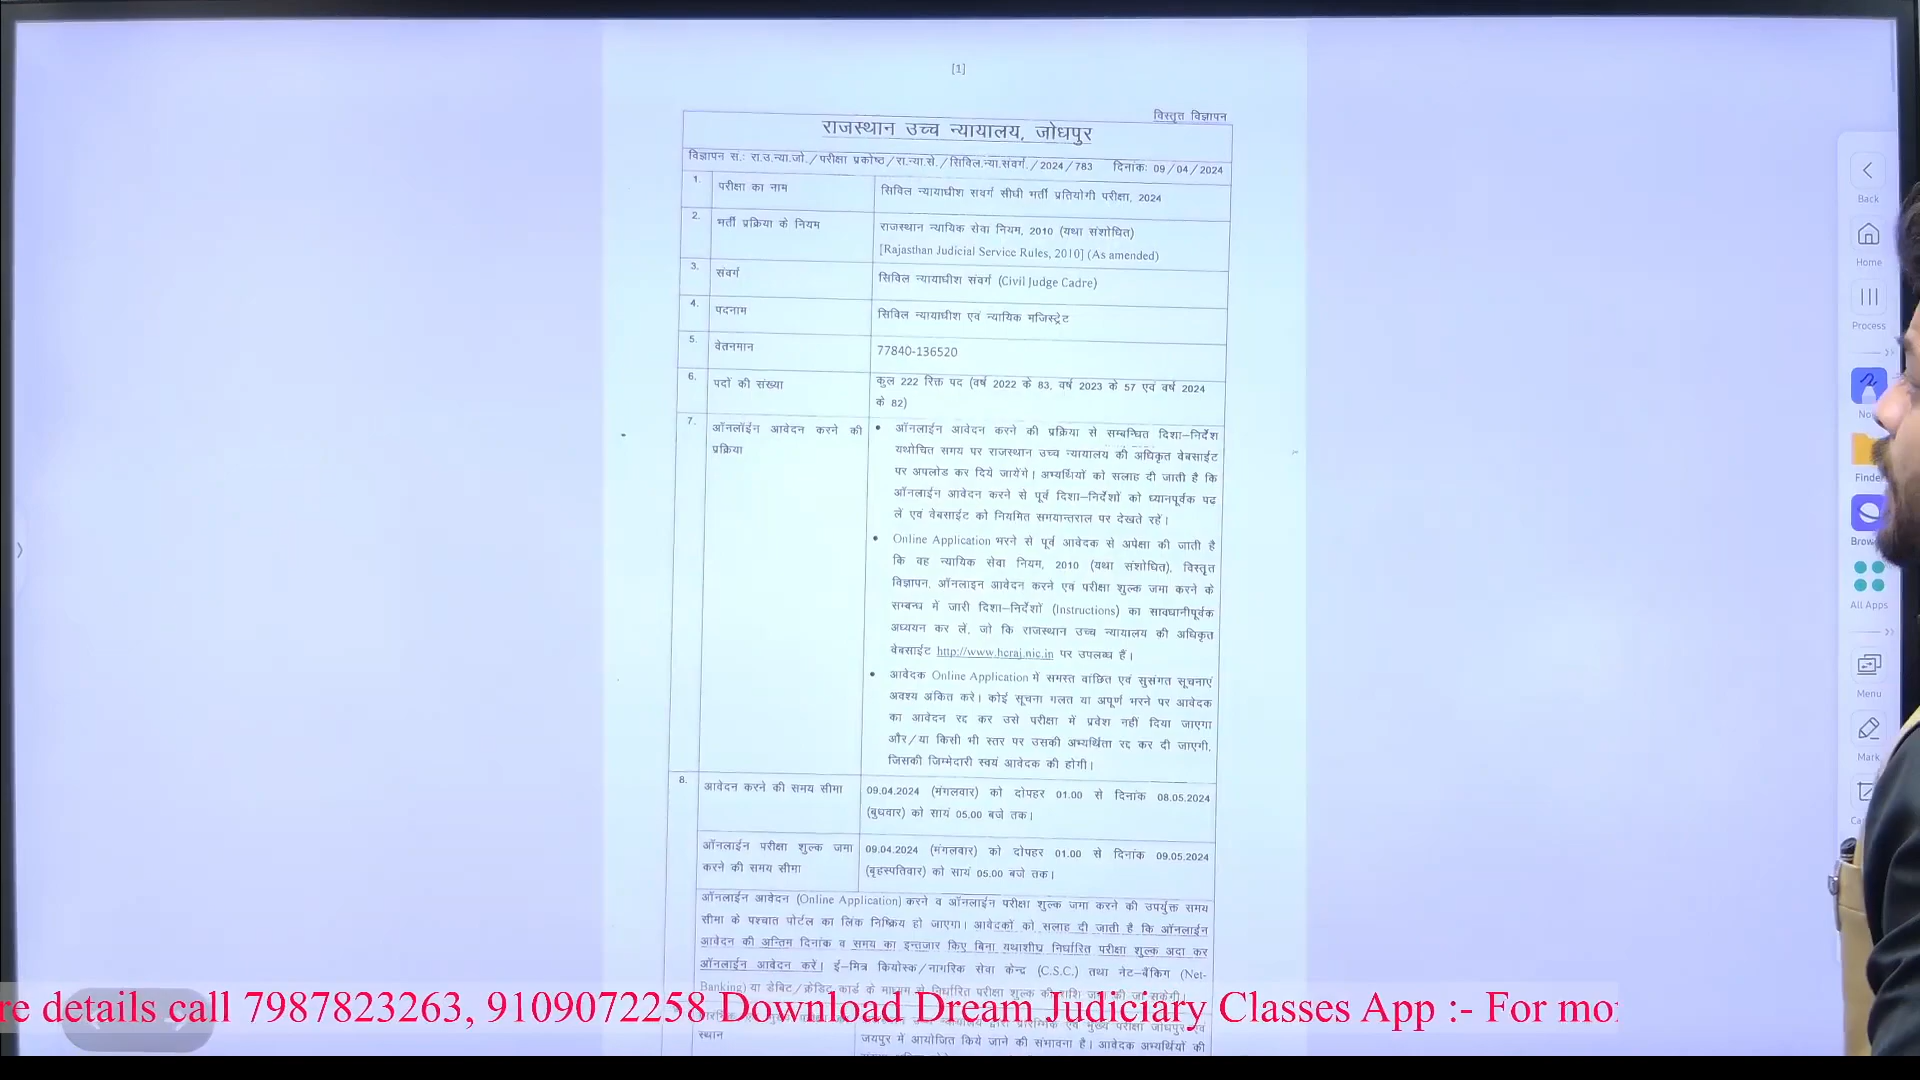 [1]
विस्तृत विज्ञापन
राजस्थान उच्च न्यायालय, जोधपुर
विज्ञापन स.: रा.उ.न्या.जो./परीक्षा प्रकोष्ठ/रा.न्या.से./सिविल.न्या.संवर्ग./2024/783 दिनांकः 09/04/2024
1. परीक्षा का नाम सिविल न्यायाधीश सवर्ग सीधी भर्ती प्रतियोगी परीक्षा, 2024
2. भर्ती प्रक्रिया के नियम राजस्थान न्यायिक सेवा नियम, 2010 (यथा संशोधित)
[Rajasthan Judicial Service Rules, 2010] (As amended)
3. संवर्ग सिविल न्यायाधीश संवर्ग (Civil Judge Cadre)
4. पदनाम सिविल न्यायाधीश एवं न्यायिक मजिस्ट्रेट
5. वेतनमान 77840-136520
6. पदों की संख्या कुल 222 रिक्त पद (वर्ष 2022 के 83, वर्ष 2023 के 57 एवं वर्ष 2024
के 82)
7. ऑनलॉईन आवेदन करने की
प्रक्रिया
• ऑनलाईन आवेदन करने की प्रक्रिया से सम्बन्धित दिशा–निर्देश
यथोचित समय पर राजस्थान उच्च न्यायालय की अधिकृत वेबसाईट
पर अपलोड कर दिये जायेंगे। अभ्यर्थियों को सलाह दी जाती है कि
ऑनलाईन आवेदन करने से पूर्व दिशा–निर्देशों को ध्यानपूर्वक पढ
लें एवं वेबसाईट को नियमित समयान्तराल पर देखते रहें।
• Online Application भरने से पूर्व आवेदक से अपेक्षा की जाती है
कि वह न्यायिक सेवा नियम, 2010 (यथा संशोधित), विस्तृत
विज्ञापन, ऑनलाइन आवेदन करने एवं परीक्षा शुल्क जमा करने के
सम्बन्ध में जारी दिशा–निर्देशों (Instructions) का सावधानीपूर्वक
अध्ययन कर लें, जो कि राजस्थान उच्च न्यायालय की अधिकृत
वेबसाईट http://www.hcraj.nic.in पर उपलब्ध हैं।
• आवेदक Online Application में समस्त वांछित एवं सुसंगत सूचनाएं
अवश्य अंकित करे। कोई सूचना गलत या अपूर्ण भरने पर आवेदक
का आवेदन रद्द कर उसे परीक्षा में प्रवेश नहीं दिया जाएगा
और/या किसी भी स्तर पर उसकी अभ्यर्थिता रद्द कर दी जाएगी,
जिसकी जिम्मेदारी स्वयं आवेदक की होगी।
8. आवेदन करने की समय सीमा 09.04.2024 (मंगलवार) को दोपहर 01.00 से दिनांक 08.05.2024
(बुधवार) को सायं 05.00 बजे तक।
ऑनलाईन परीक्षा शुल्क जमा
करने की समय सीमा
09.04.2024 (मंगलवार) को दोपहर 01.00 से दिनांक 09.05.2024
(बृहस्पतिवार) को सायं 05.00 बजे तक।
ऑनलाईन आवेदन (Online Application) करने व ऑनलाईन परीक्षा शुल्क जमा करने की उपर्युक्त समय
सीमा के पश्चात पोर्टल का लिंक निष्क्रिय हो जाएगा। आवेदकों को सलाह दी जाती है कि ऑनलाईन
आवेदन की अन्तिम दिनांक व समय का इन्तजार किए बिना यथाशीघ्र निर्धारित परीक्षा शुल्क अदा कर
ऑनलाईन आवेदन करें। ई–मित्र कियोस्क/नागरिक सेवा केन्द्र (C.S.C.) तथा नेट–बैंकिग (Net-
Banking) या डेबिट/क्रेडिट कार्ड के माध्यम से निर्धारित परीक्षा शुल्क की राशि जमा की जा सकेगी।
स्थान
जयपुर में आयोजित किये जाने की संभावना है। आवेदक अभ्यर्थियों की
Back
Home
Process
Finde
Brow
All Apps
Menu
Mark
re details call 7987823263, 9109072258 Download Dream Judiciary Classes App :- For mo